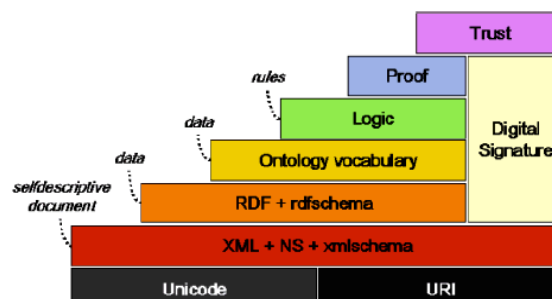 Trust
Proof
rules
Logic
Digital
Signature
data
Ontology vocabulary
data
RDF + rdfschema
selfdescriptive
document
XML + NS + xmlschema
Unicode
URI